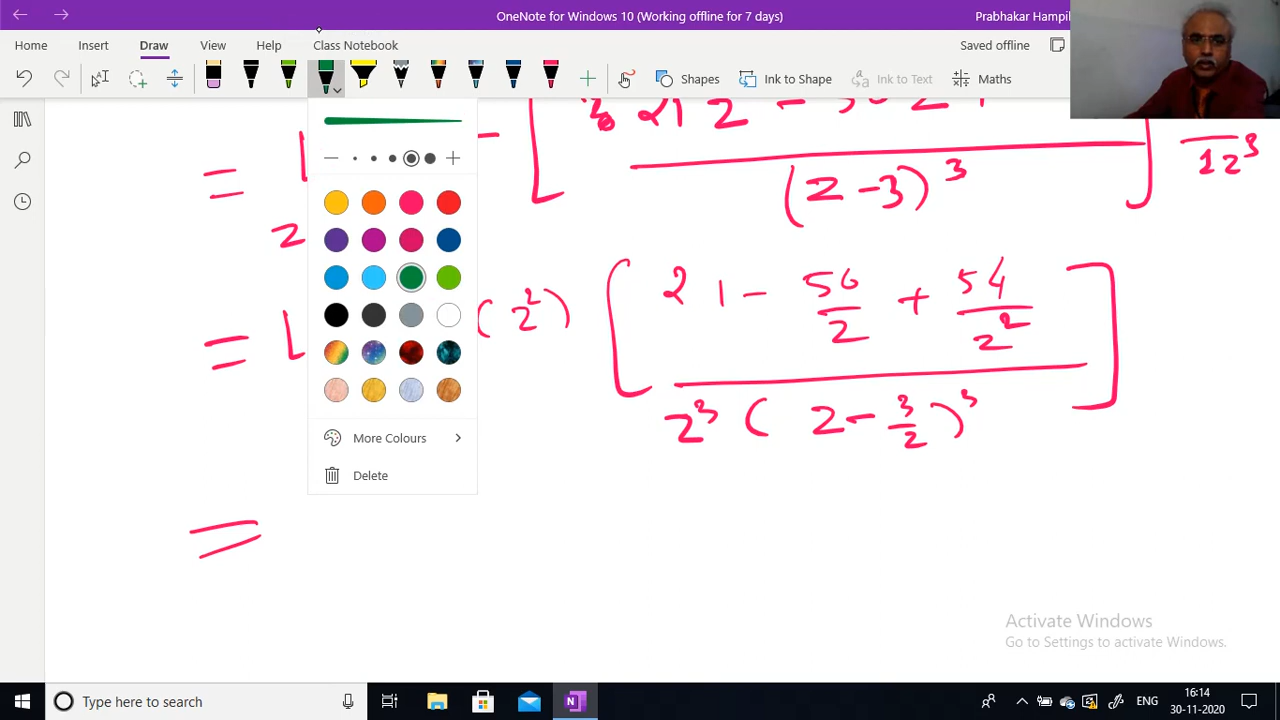 OneNote for Windows 10 (Working offline for 7 days)
Prabhakar Hampil
Home Insert Draw View Help Class Notebook
Saved offline
Shapes
Ink to Shape
Ink to Text
Maths
(z - 3)³
=
12³
= (z²) [ 21 - 50/z + 54/z² ]
z³ ( z - 3/z )³
More Colours
Delete
=
Activate Windows
Go to Settings to activate Windows.
Type here to search
ENG
16:14
30-11-2020